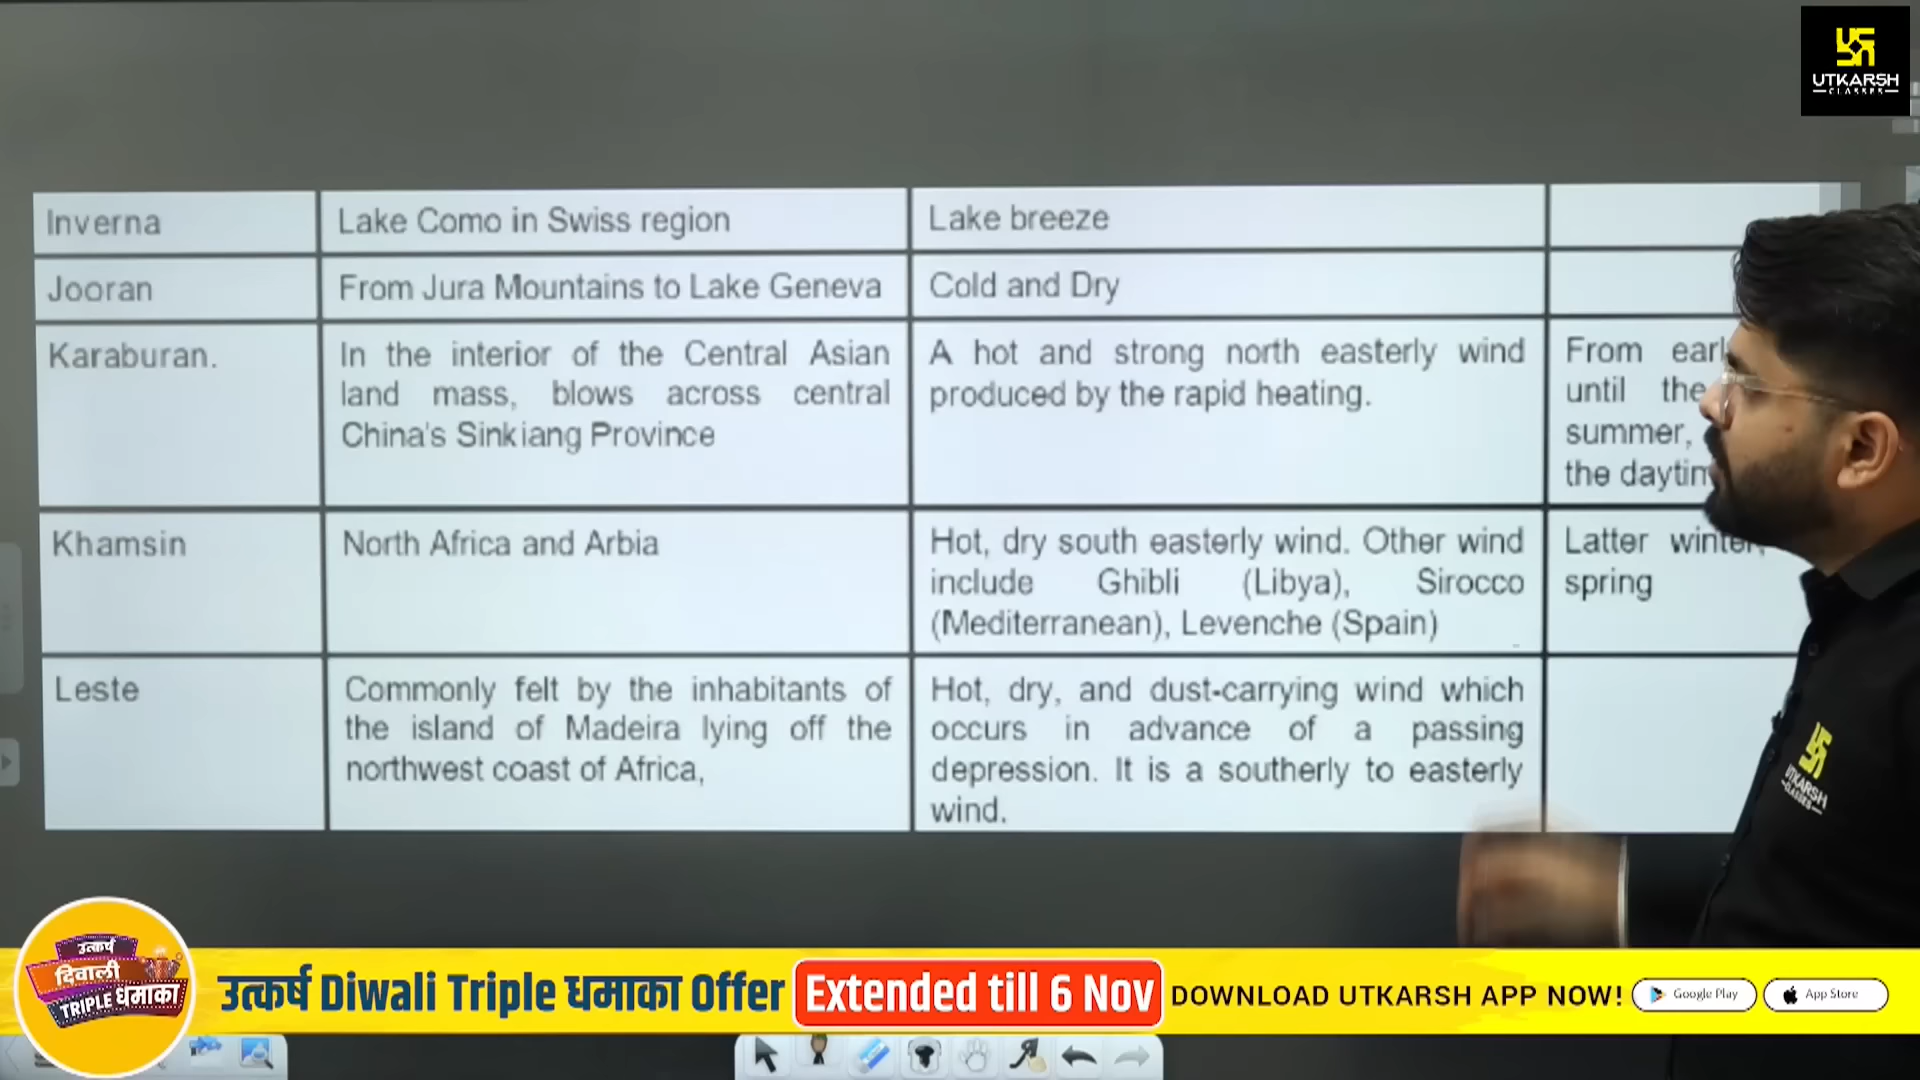 UTKARSH
CLASSES
Inverna
Lake Como in Swiss region
Lake breeze
Jooran
From Jura Mountains to Lake Geneva
Cold and Dry
Karaburan.
In the interior of the Central Asian
land mass, blows across central
China's Sinkiang Province
A hot and strong north easterly wind
produced by the rapid heating.
From
until the
summer,
the
Khamsin
North Africa and Arbia
Hot, dry south easterly wind. Other wind
include Ghibli (Libya), Sirocco
(Mediterranean), Levenche (Spain)
Latter winter,
spring
Leste
Commonly felt by the inhabitants of
the island of Madeira lying off the
northwest coast of Africa,
Hot, dry, and dust-carrying wind which
occurs in advance of a passing
depression. It is a southerly to easterly
wind.
UTKARSH
CLASSES
उत्कर्ष
दिवाली
TRIPLE धमाका
उत्कर्ष Diwali Triple धमाका Offer
Extended till 6 Nov
DOWNLOAD UTKARSH APP NOW!
Google Play
App Store